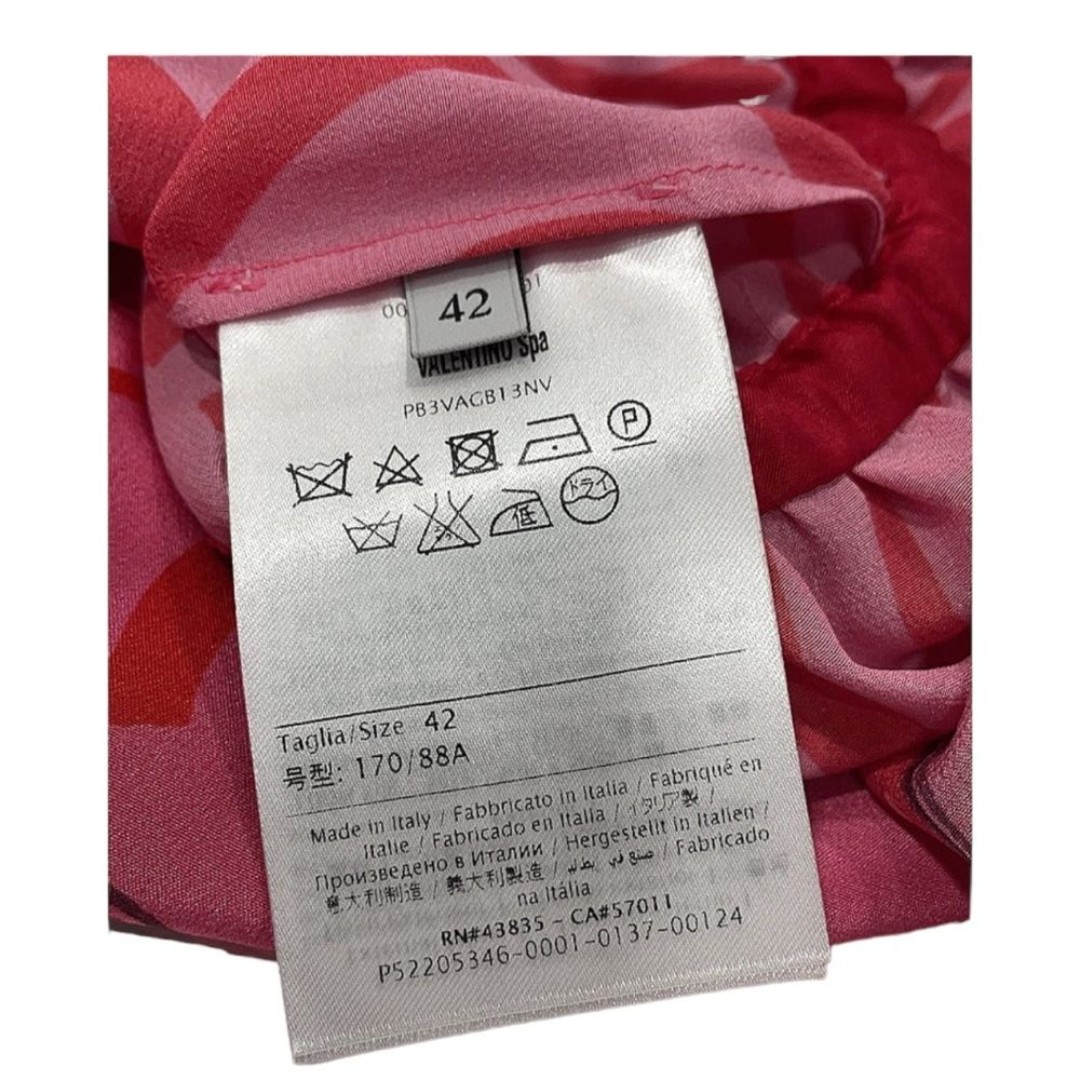 42
VALENTINO Spa
PB3VAGB13NV
P
ドライ
低
Taglia/Size 42
号型: 170/88A
Made in Italy / Fabbricato in Italia / Fabriqué en
Italie / Fabricado en Italia / イタリア製 /
Произведено в Италии / Hergestellt in Italien /
意大利制造 / 義大利製造 / صنع في إيطاليا / Fabricado
na Itália
RN#43835 - CA#57011
P52205346-0001-0137-00124